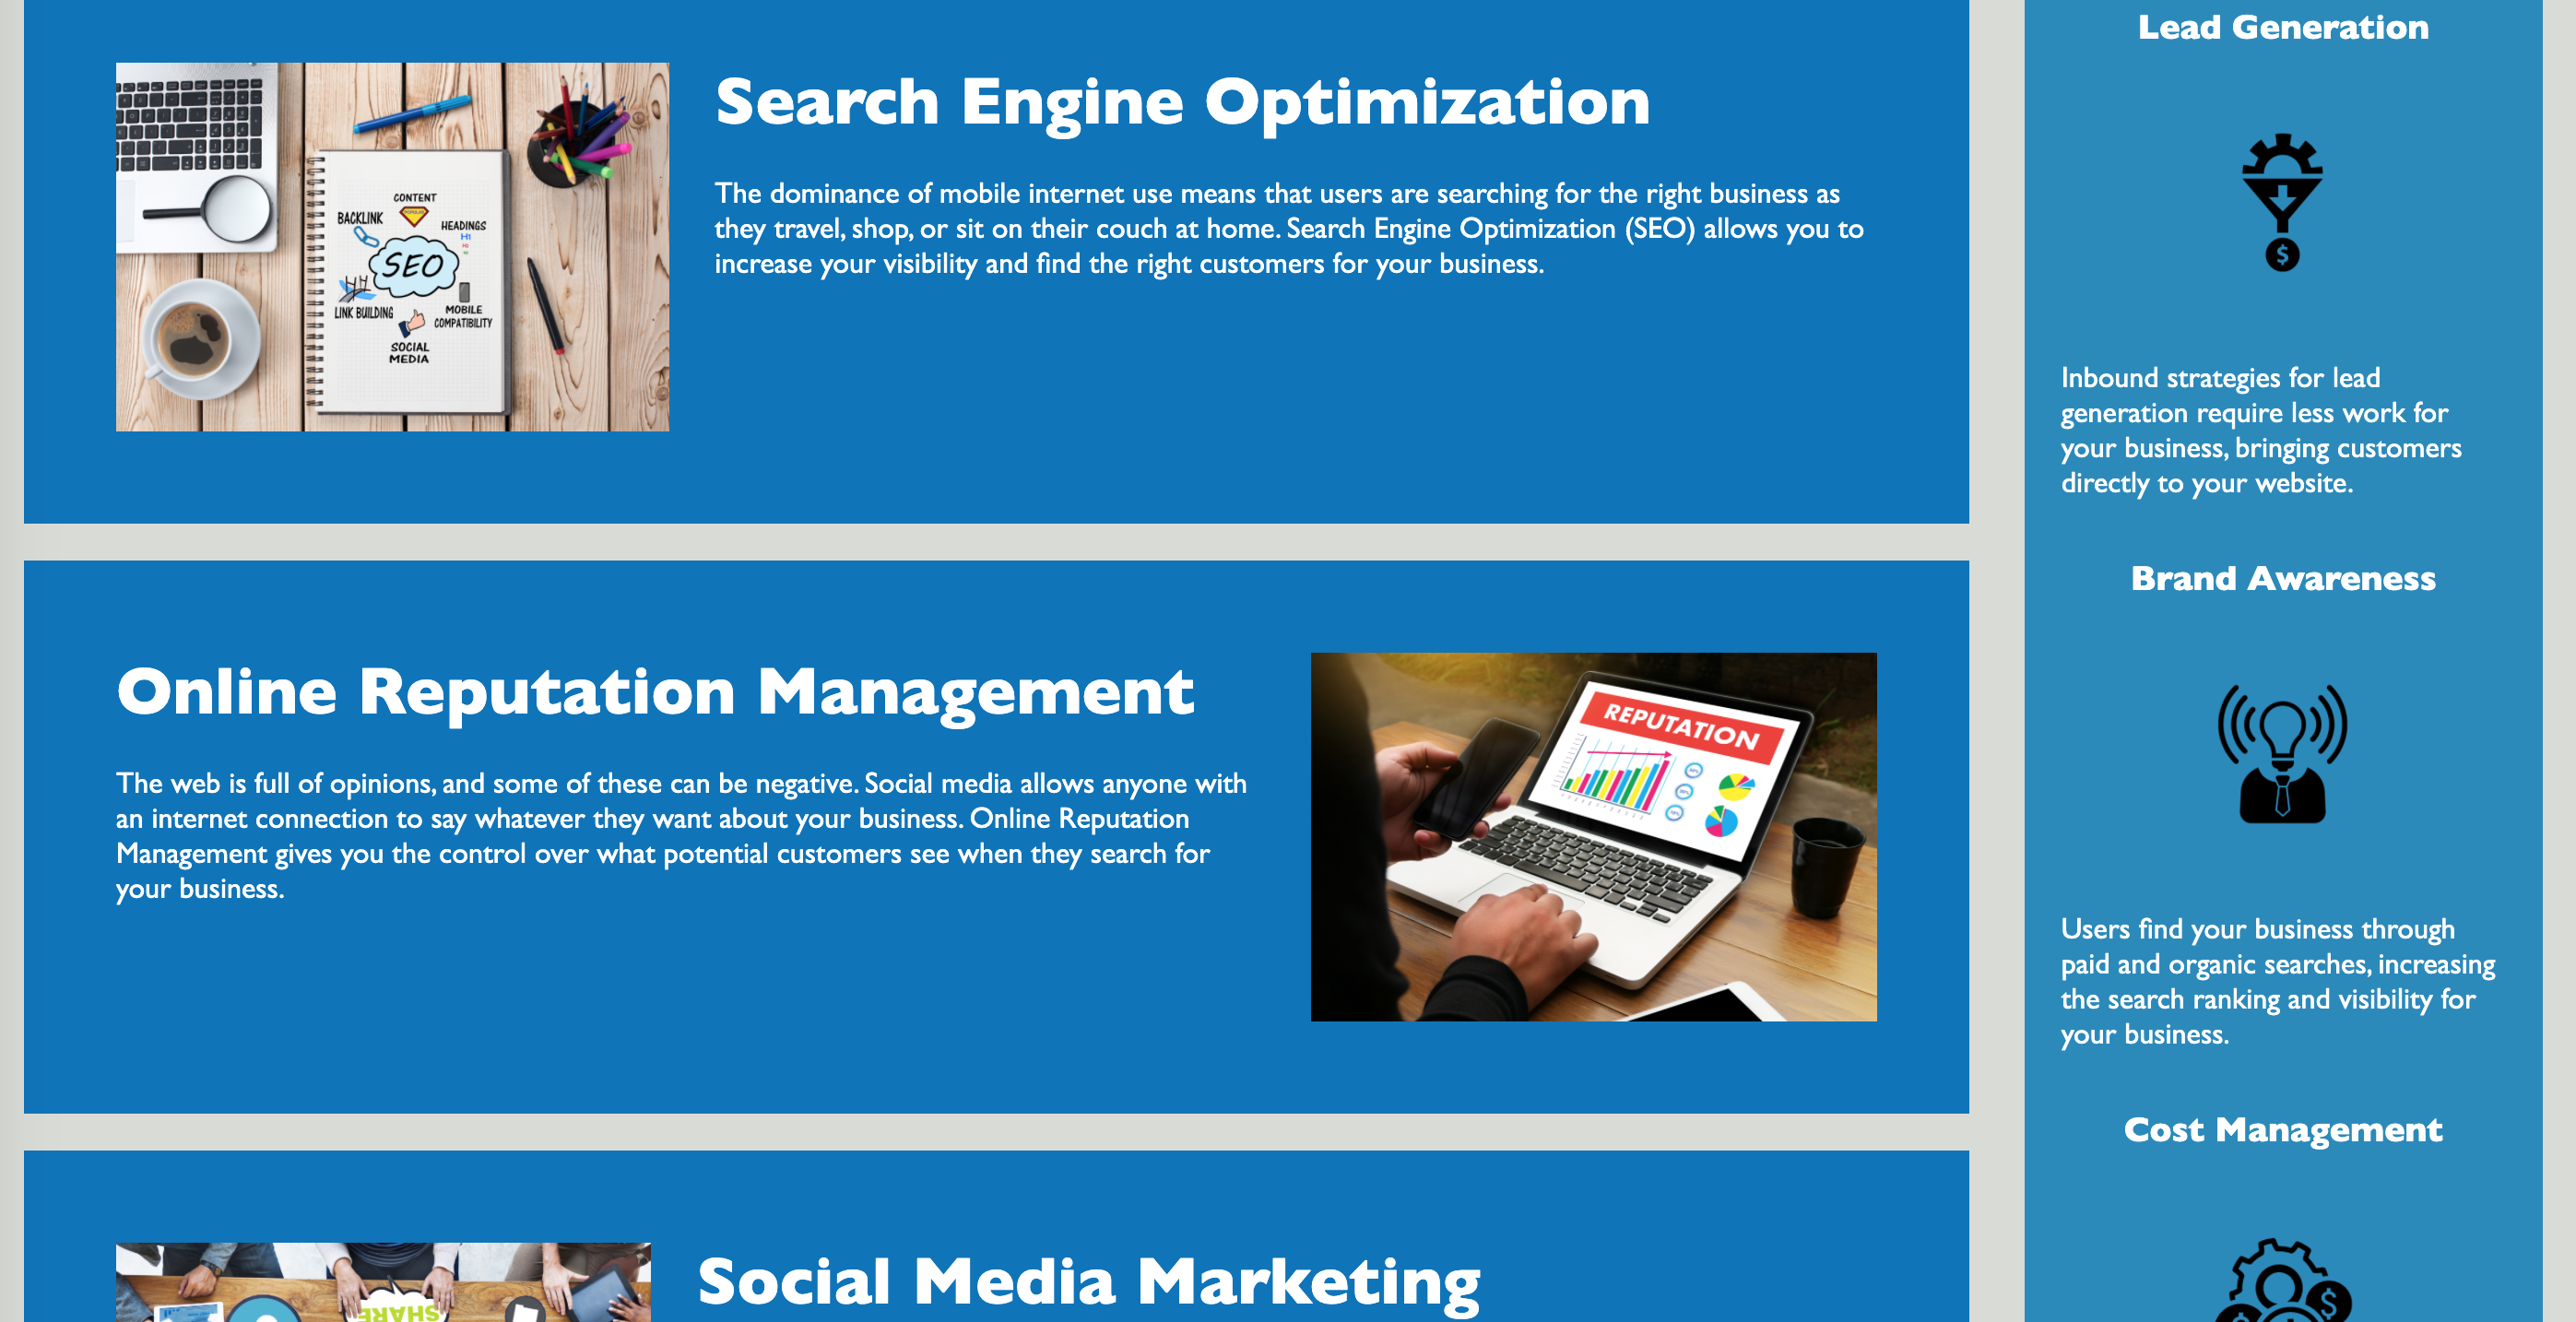 Search Engine Optimization
The dominance of mobile internet use means that users are searching for the right business as
they travel, shop, or sit on their couch at home. Search Engine Optimization (SEO) allows you to
increase your visibility and find the right customers for your business.
CONTENT
BACKLINK
HEADINGS
H1
SEO
LINK BUILDING
MOBILE
COMPATIBILITY
SOCIAL
MEDIA
Online Reputation Management
The web is full of opinions, and some of these can be negative. Social media allows anyone with
an internet connection to say whatever they want about your business. Online Reputation
Management gives you the control over what potential customers see when they search for
your business.
REPUTATION
Social Media Marketing
SHARE
Lead Generation
$
Inbound strategies for lead
generation require less work for
your business, bringing customers
directly to your website.
Brand Awareness
Users find your business through
paid and organic searches, increasing
the search ranking and visibility for
your business.
Cost Management
$
$